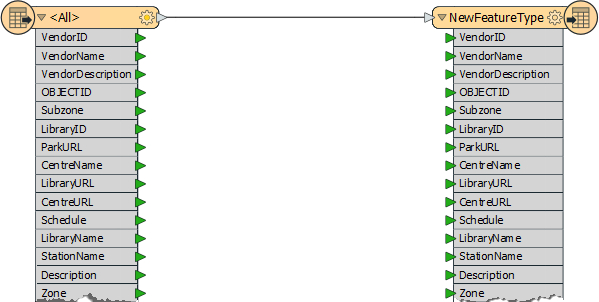 <All>
VendorID
VendorName
VendorDescription
OBJECTID
Subzone
LibraryID
ParkURL
CentreName
LibraryURL
CentreURL
Schedule
LibraryName
StationName
Description
Zone
NewFeatureType
VendorID
VendorName
VendorDescription
OBJECTID
Subzone
LibraryID
ParkURL
CentreName
LibraryURL
CentreURL
Schedule
LibraryName
StationName
Description
Zone